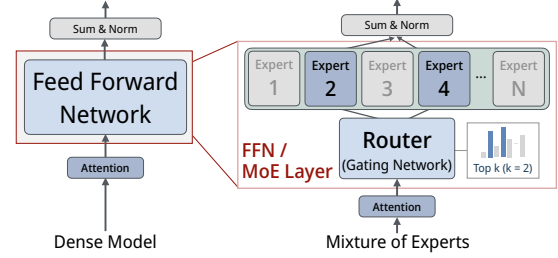 Sum & Norm
Feed Forward
Network
Attention
Dense Model
Sum & Norm
Expert
1
Expert
2
Expert
3
Expert
4
...
Expert
N
FFN /
MoE Layer
Router
(Gating Network)
Top k (k = 2)
Attention
Mixture of Experts